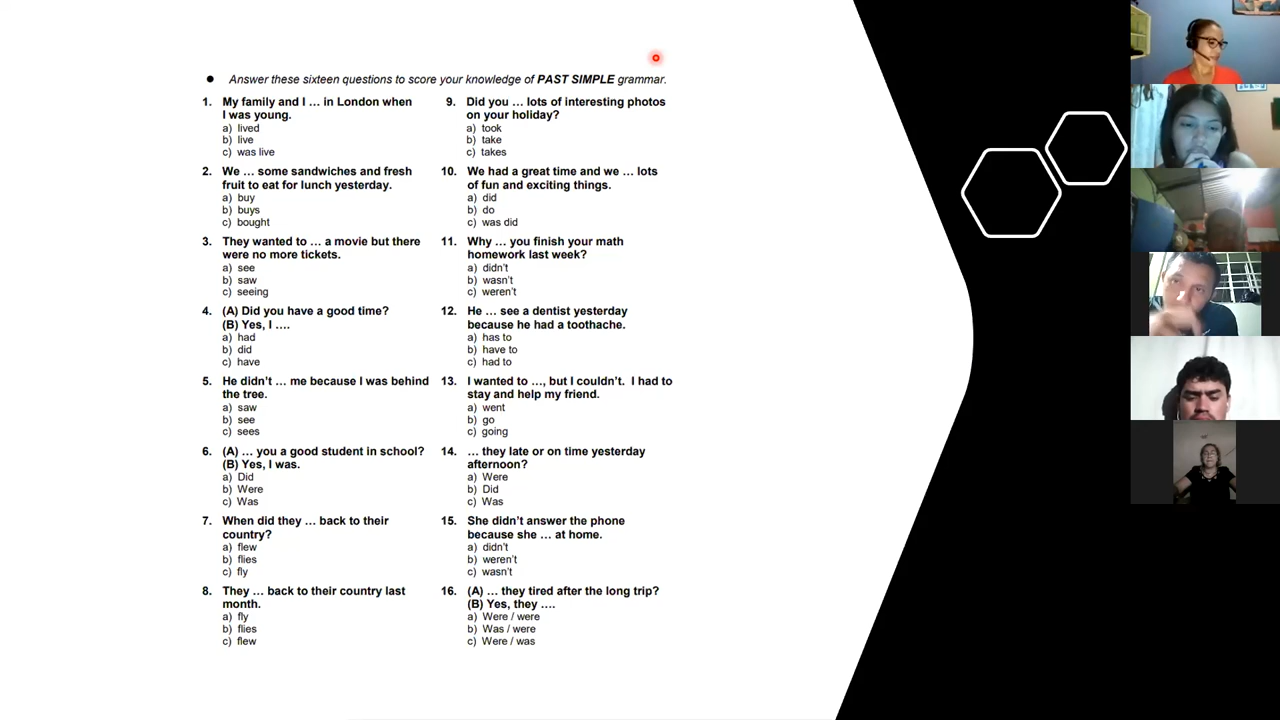 ● Answer these sixteen questions to score your knowledge of PAST SIMPLE grammar.
1. My family and I … in London when
I was young.
a) lived
b) live
c) was live
2. We … some sandwiches and fresh
fruit to eat for lunch yesterday.
a) buy
b) buys
c) bought
3. They wanted to … a movie but there
were no more tickets.
a) see
b) saw
c) seeing
4. (A) Did you have a good time?
(B) Yes, I ….
a) had
b) did
c) have
5. He didn't … me because I was behind
the tree.
a) saw
b) see
c) sees
6. (A) … you a good student in school?
(B) Yes, I was.
a) Did
b) Were
c) Was
7. When did they … back to their
country?
a) flew
b) flies
c) fly
8. They … back to their country last
month.
a) fly
b) flies
c) flew
9. Did you … lots of interesting photos
on your holiday?
a) took
b) take
c) takes
10. We had a great time and we … lots
of fun and exciting things.
a) did
b) do
c) was did
11. Why … you finish your math
homework last week?
a) didn't
b) wasn't
c) weren't
12. He … see a dentist yesterday
because he had a toothache.
a) has to
b) have to
c) had to
13. I wanted to …, but I couldn't. I had to
stay and help my friend.
a) went
b) go
c) going
14. … they late or on time yesterday
afternoon?
a) Were
b) Did
c) Was
15. She didn't answer the phone
because she … at home.
a) didn't
b) weren't
c) wasn't
16. (A) … they tired after the long trip?
(B) Yes, they ….
a) Were / were
b) Was / were
c) Were / was